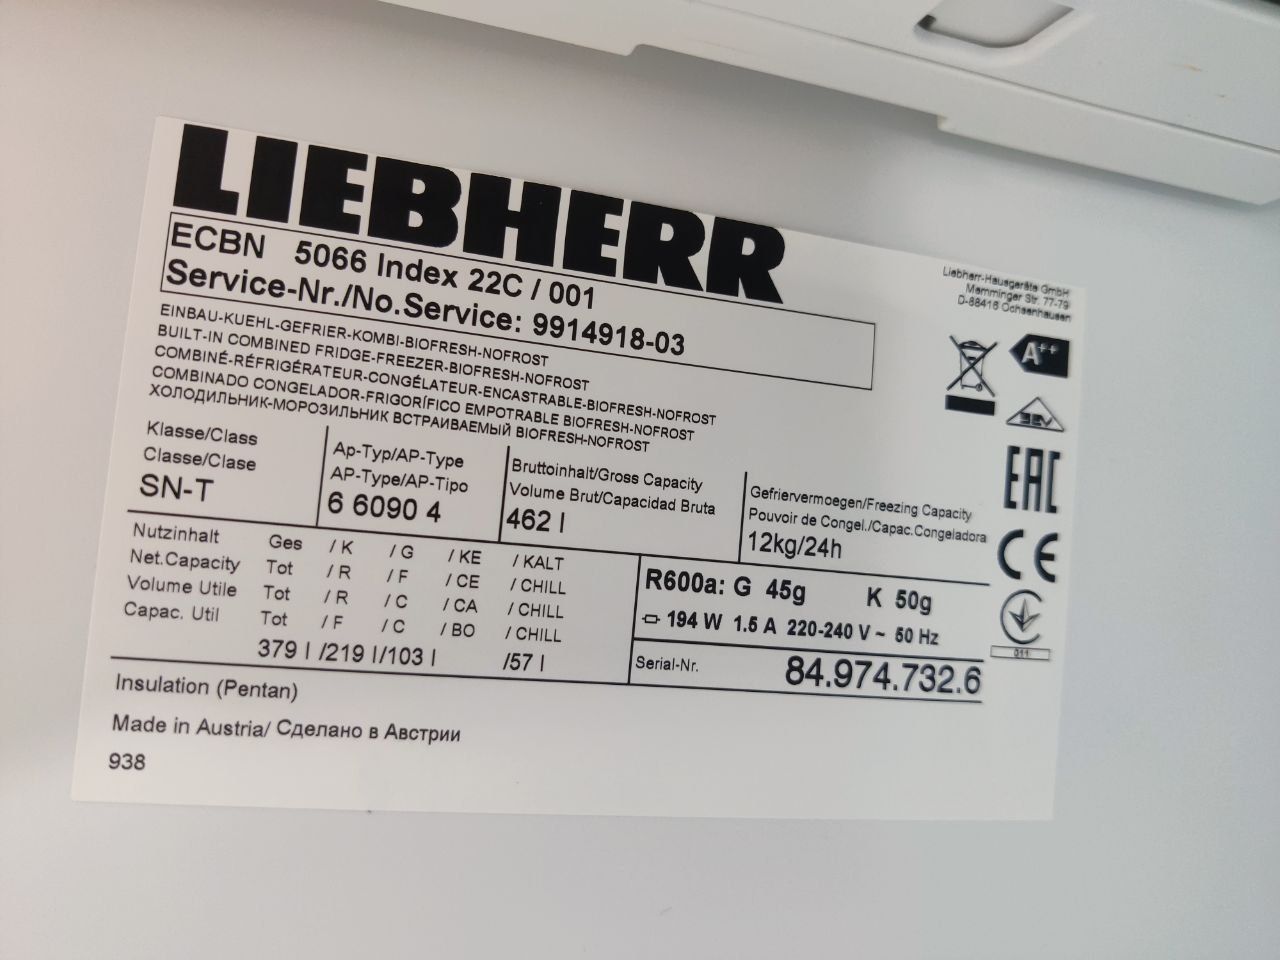 LIEBHERR
ECBN 5066 Index 22C / 001
Service-Nr./No.Service: 9914918-03
Liebherr-Hausgeräte GmbH
Memminger Str. 77-79
D-88416 Ochsenhausen
EINBAU-KUEHL-GEFRIER-KOMBI-BIOFRESH-NOFROST
BUILT-IN COMBINED FRIDGE-FREEZER-BIOFRESH-NOFROST
COMBINÉ-RÉFRIGÉRATEUR-CONGÉLATEUR-ENCASTRABLE-BIOFRESH-NOFROST
COMBINADO CONGELADOR-FRIGORÍFICO EMPOTRABLE BIOFRESH-NOFROST
ХОЛОДИЛЬНИК-МОРОЗИЛЬНИК ВСТРАИВАЕМЫЙ BIOFRESH-NOFROST
A++
EAC
CE
011
Klasse/Class
Classe/Clase
SN-T
Ap-Typ/AP-Type
AP-Type/AP-Tipo
6 6090 4
Bruttoinhalt/Gross Capacity
Volume Brut/Capacidad Bruta
462 l
Gefriervermoegen/Freezing Capacity
Pouvoir de Congel./Capac.Congeladora
12kg/24h
Nutzinhalt Ges / K / G / KE / KALT
Net.Capacity Tot / R / F / CE / CHILL
Volume Utile Tot / R / C / CA / CHILL
Capac. Util Tot / F / C / BO / CHILL
379 l /219 l/103 l /57 l
R600a: G 45g K 50g
194 W 1.5 A 220-240 V ~ 50 Hz
Serial-Nr. 84.974.732.6
Insulation (Pentan)
Made in Austria/ Сделано в Австрии
938